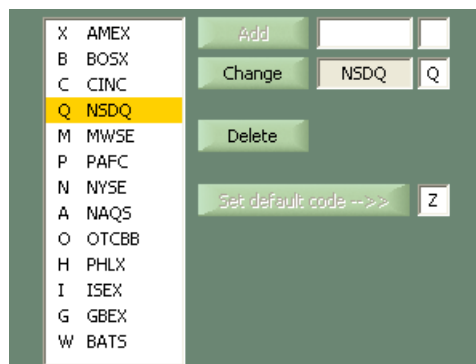 X AMEX
B BOSX
C CINC
Q NSDQ
M MWSE
P PAFC
N NYSE
A NAQS
O OTCBB
H PHLX
I ISEX
G GBEX
W BATS
Add
Change NSDQ Q
Delete
Set default code -->> Z